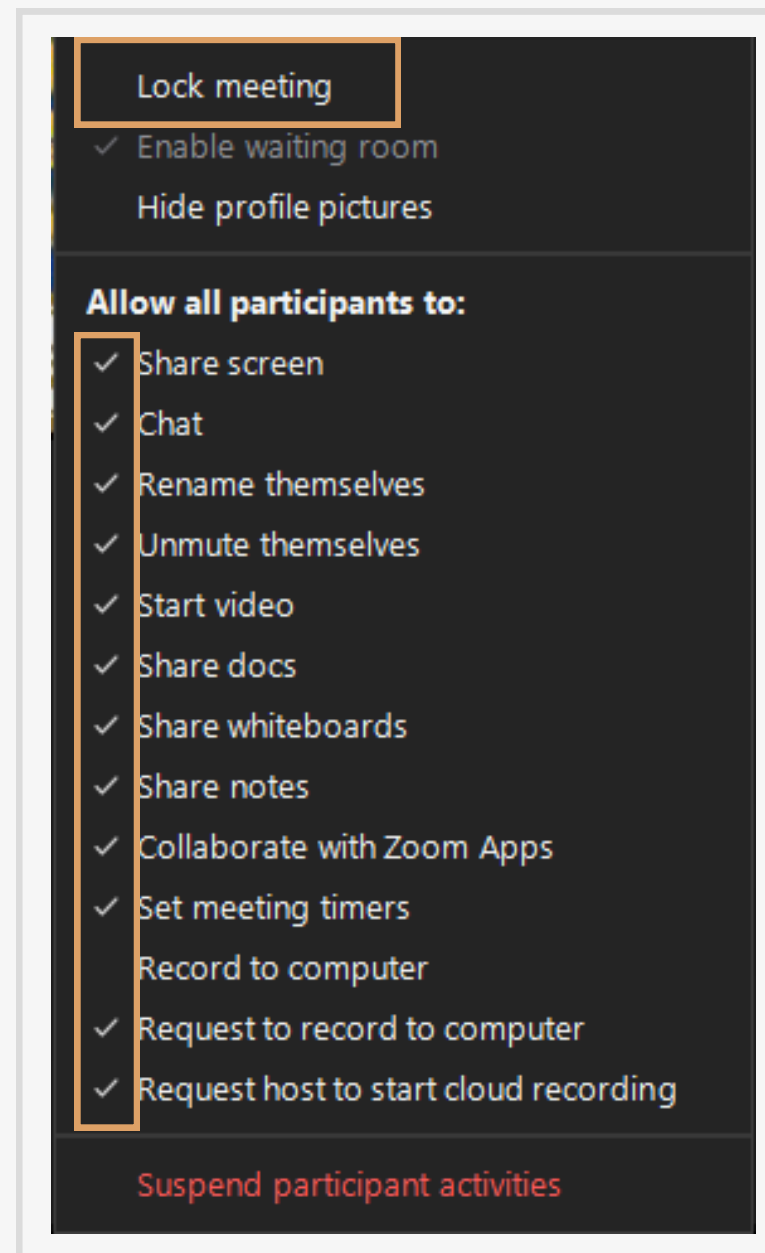 Lock meeting
Enable waiting room
Hide profile pictures
Allow all participants to:
Share screen
Chat
Rename themselves
Unmute themselves
Start video
Share docs
Share whiteboards
Share notes
Collaborate with Zoom Apps
Set meeting timers
Record to computer
Request to record to computer
Request host to start cloud recording
Suspend participant activities